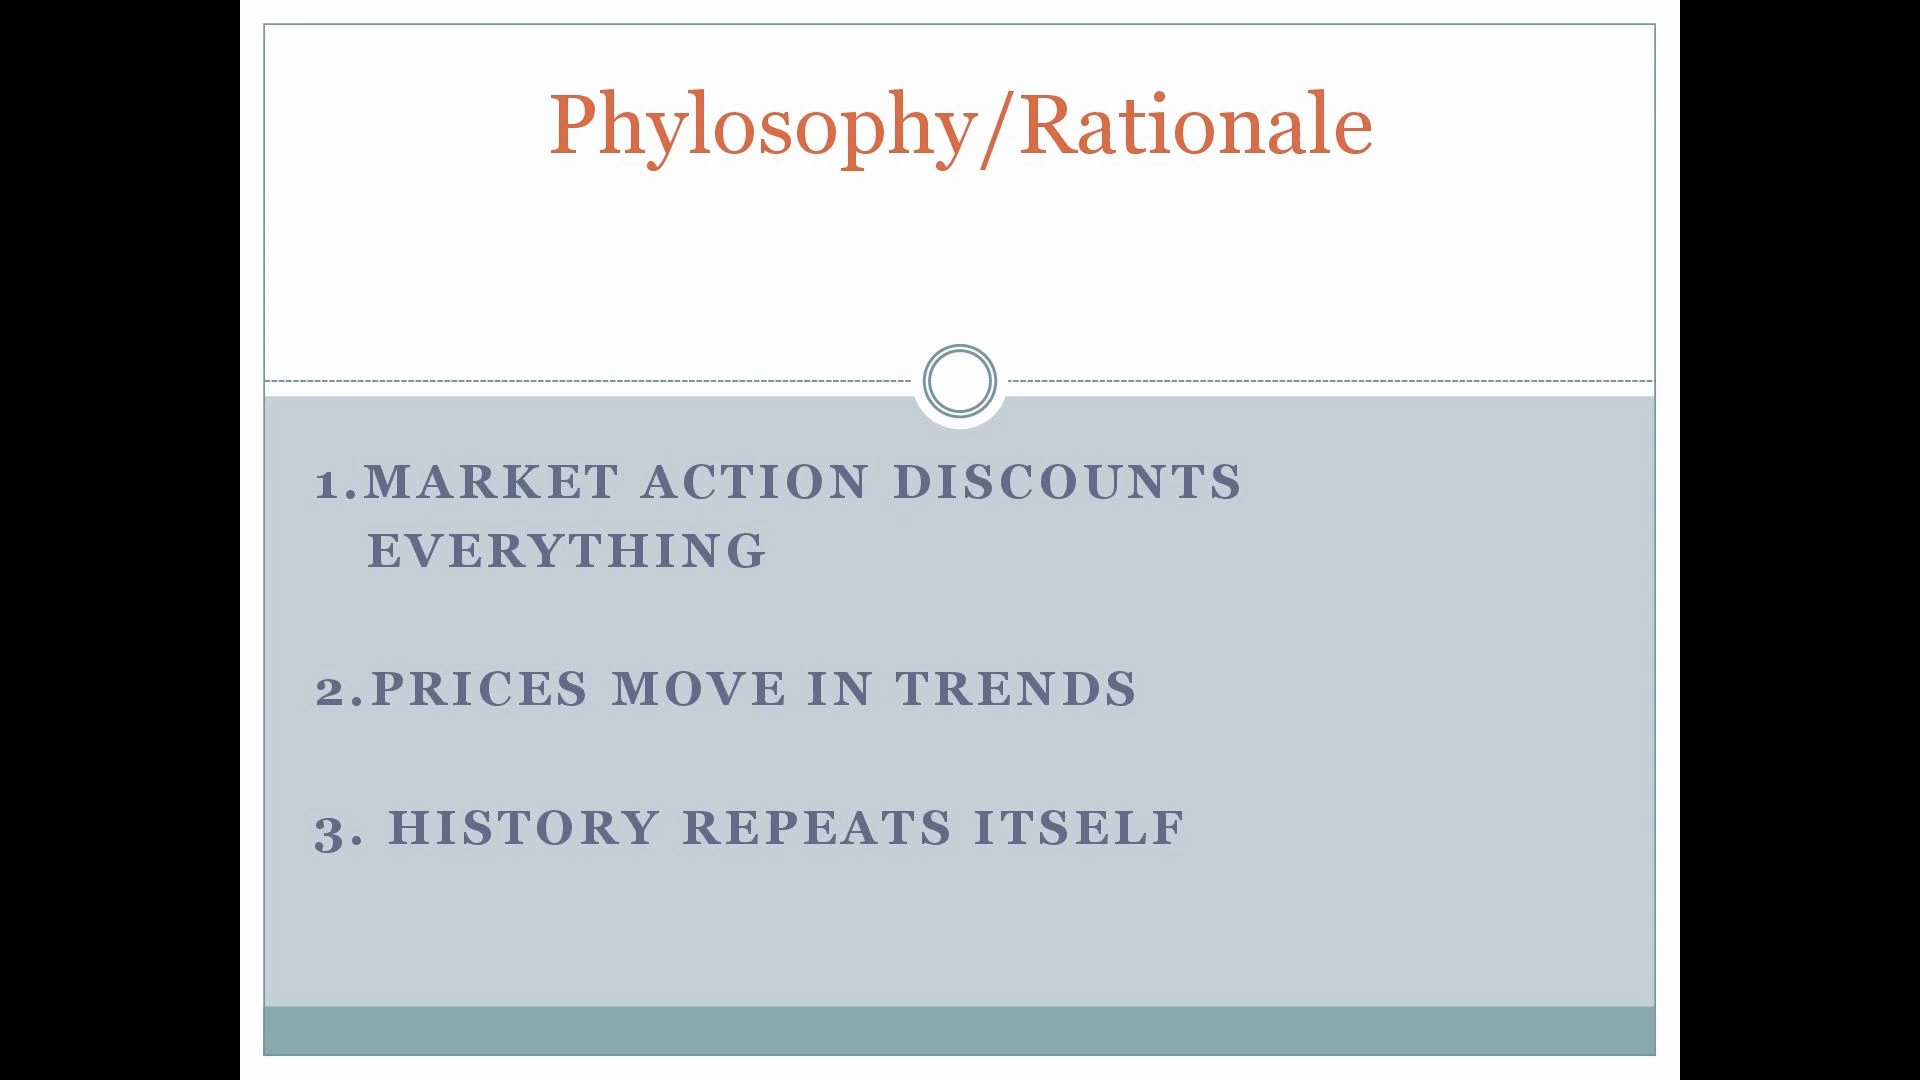 Phylosophy/Rationale
1.MARKET ACTION DISCOUNTS
EVERYTHING
2.PRICES MOVE IN TRENDS
3. HISTORY REPEATS ITSELF